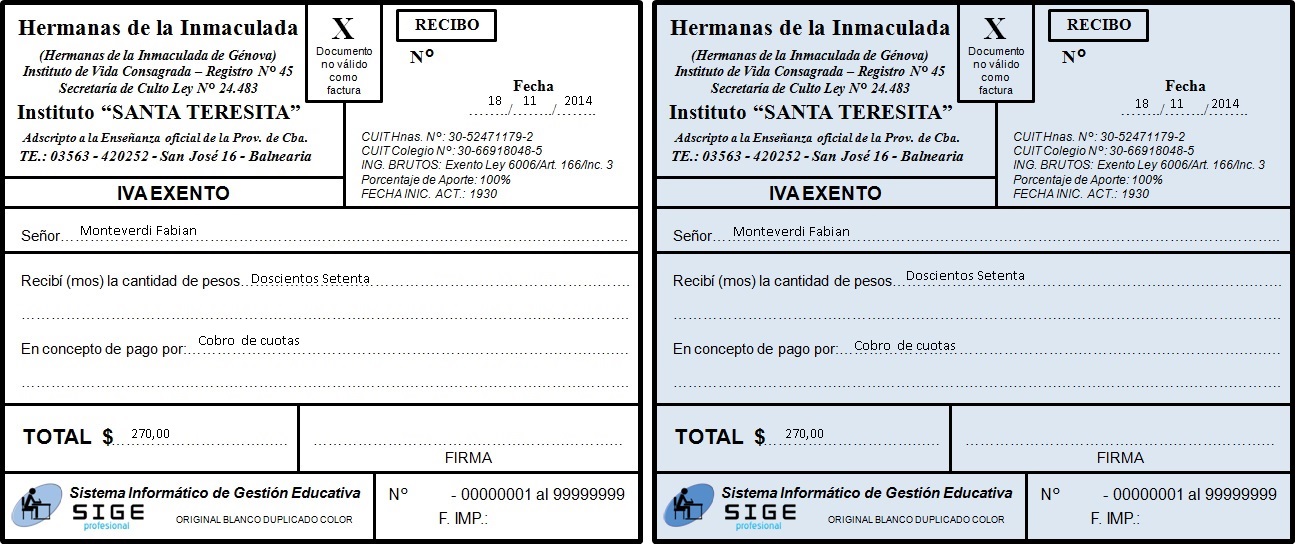 Hermanas de la Inmaculada
(Hermanas de la Inmaculada de Génova)
Instituto de Vida Consagrada – Registro Nº 45
Secretaría de Culto Ley Nº 24.483
Instituto “SANTA TERESITA”
Adscripto a la Enseñanza oficial de la Prov. de Cba.
TE.: 03563 - 420252 - San José 16 - Balnearia
IVA EXENTO
X
Documento
no válido
como
factura
RECIBO
Nº
Fecha
18 / 11 / 2014
CUIT Hnas. Nº: 30-52471179-2
CUIT Colegio Nº: 30-66918048-5
ING. BRUTOS: Exento Ley 6006/Art. 166/Inc. 3
Porcentaje de Aporte: 100%
FECHA INIC. ACT.: 1930
Señor Monteverdi Fabian
Recibí (mos) la cantidad de pesos Doscientos Setenta
En concepto de pago por: Cobro de cuotas
TOTAL $ 270,00
FIRMA
Sistema Informático de Gestión Educativa
SIGE
profesional
ORIGINAL BLANCO DUPLICADO COLOR
Nº - 00000001 al 99999999
F. IMP.:
Hermanas de la Inmaculada
(Hermanas de la Inmaculada de Génova)
Instituto de Vida Consagrada – Registro Nº 45
Secretaría de Culto Ley Nº 24.483
Instituto “SANTA TERESITA”
Adscripto a la Enseñanza oficial de la Prov. de Cba.
TE.: 03563 - 420252 - San José 16 - Balnearia
IVA EXENTO
X
Documento
no válido
como
factura
RECIBO
Nº
Fecha
18 / 11 / 2014
CUIT Hnas. Nº: 30-52471179-2
CUIT Colegio Nº: 30-66918048-5
ING. BRUTOS: Exento Ley 6006/Art. 166/Inc. 3
Porcentaje de Aporte: 100%
FECHA INIC. ACT.: 1930
Señor Monteverdi Fabian
Recibí (mos) la cantidad de pesos Doscientos Setenta
En concepto de pago por: Cobro de cuotas
TOTAL $ 270,00
FIRMA
Sistema Informático de Gestión Educativa
SIGE
profesional
ORIGINAL BLANCO DUPLICADO COLOR
Nº - 00000001 al 99999999
F. IMP.: